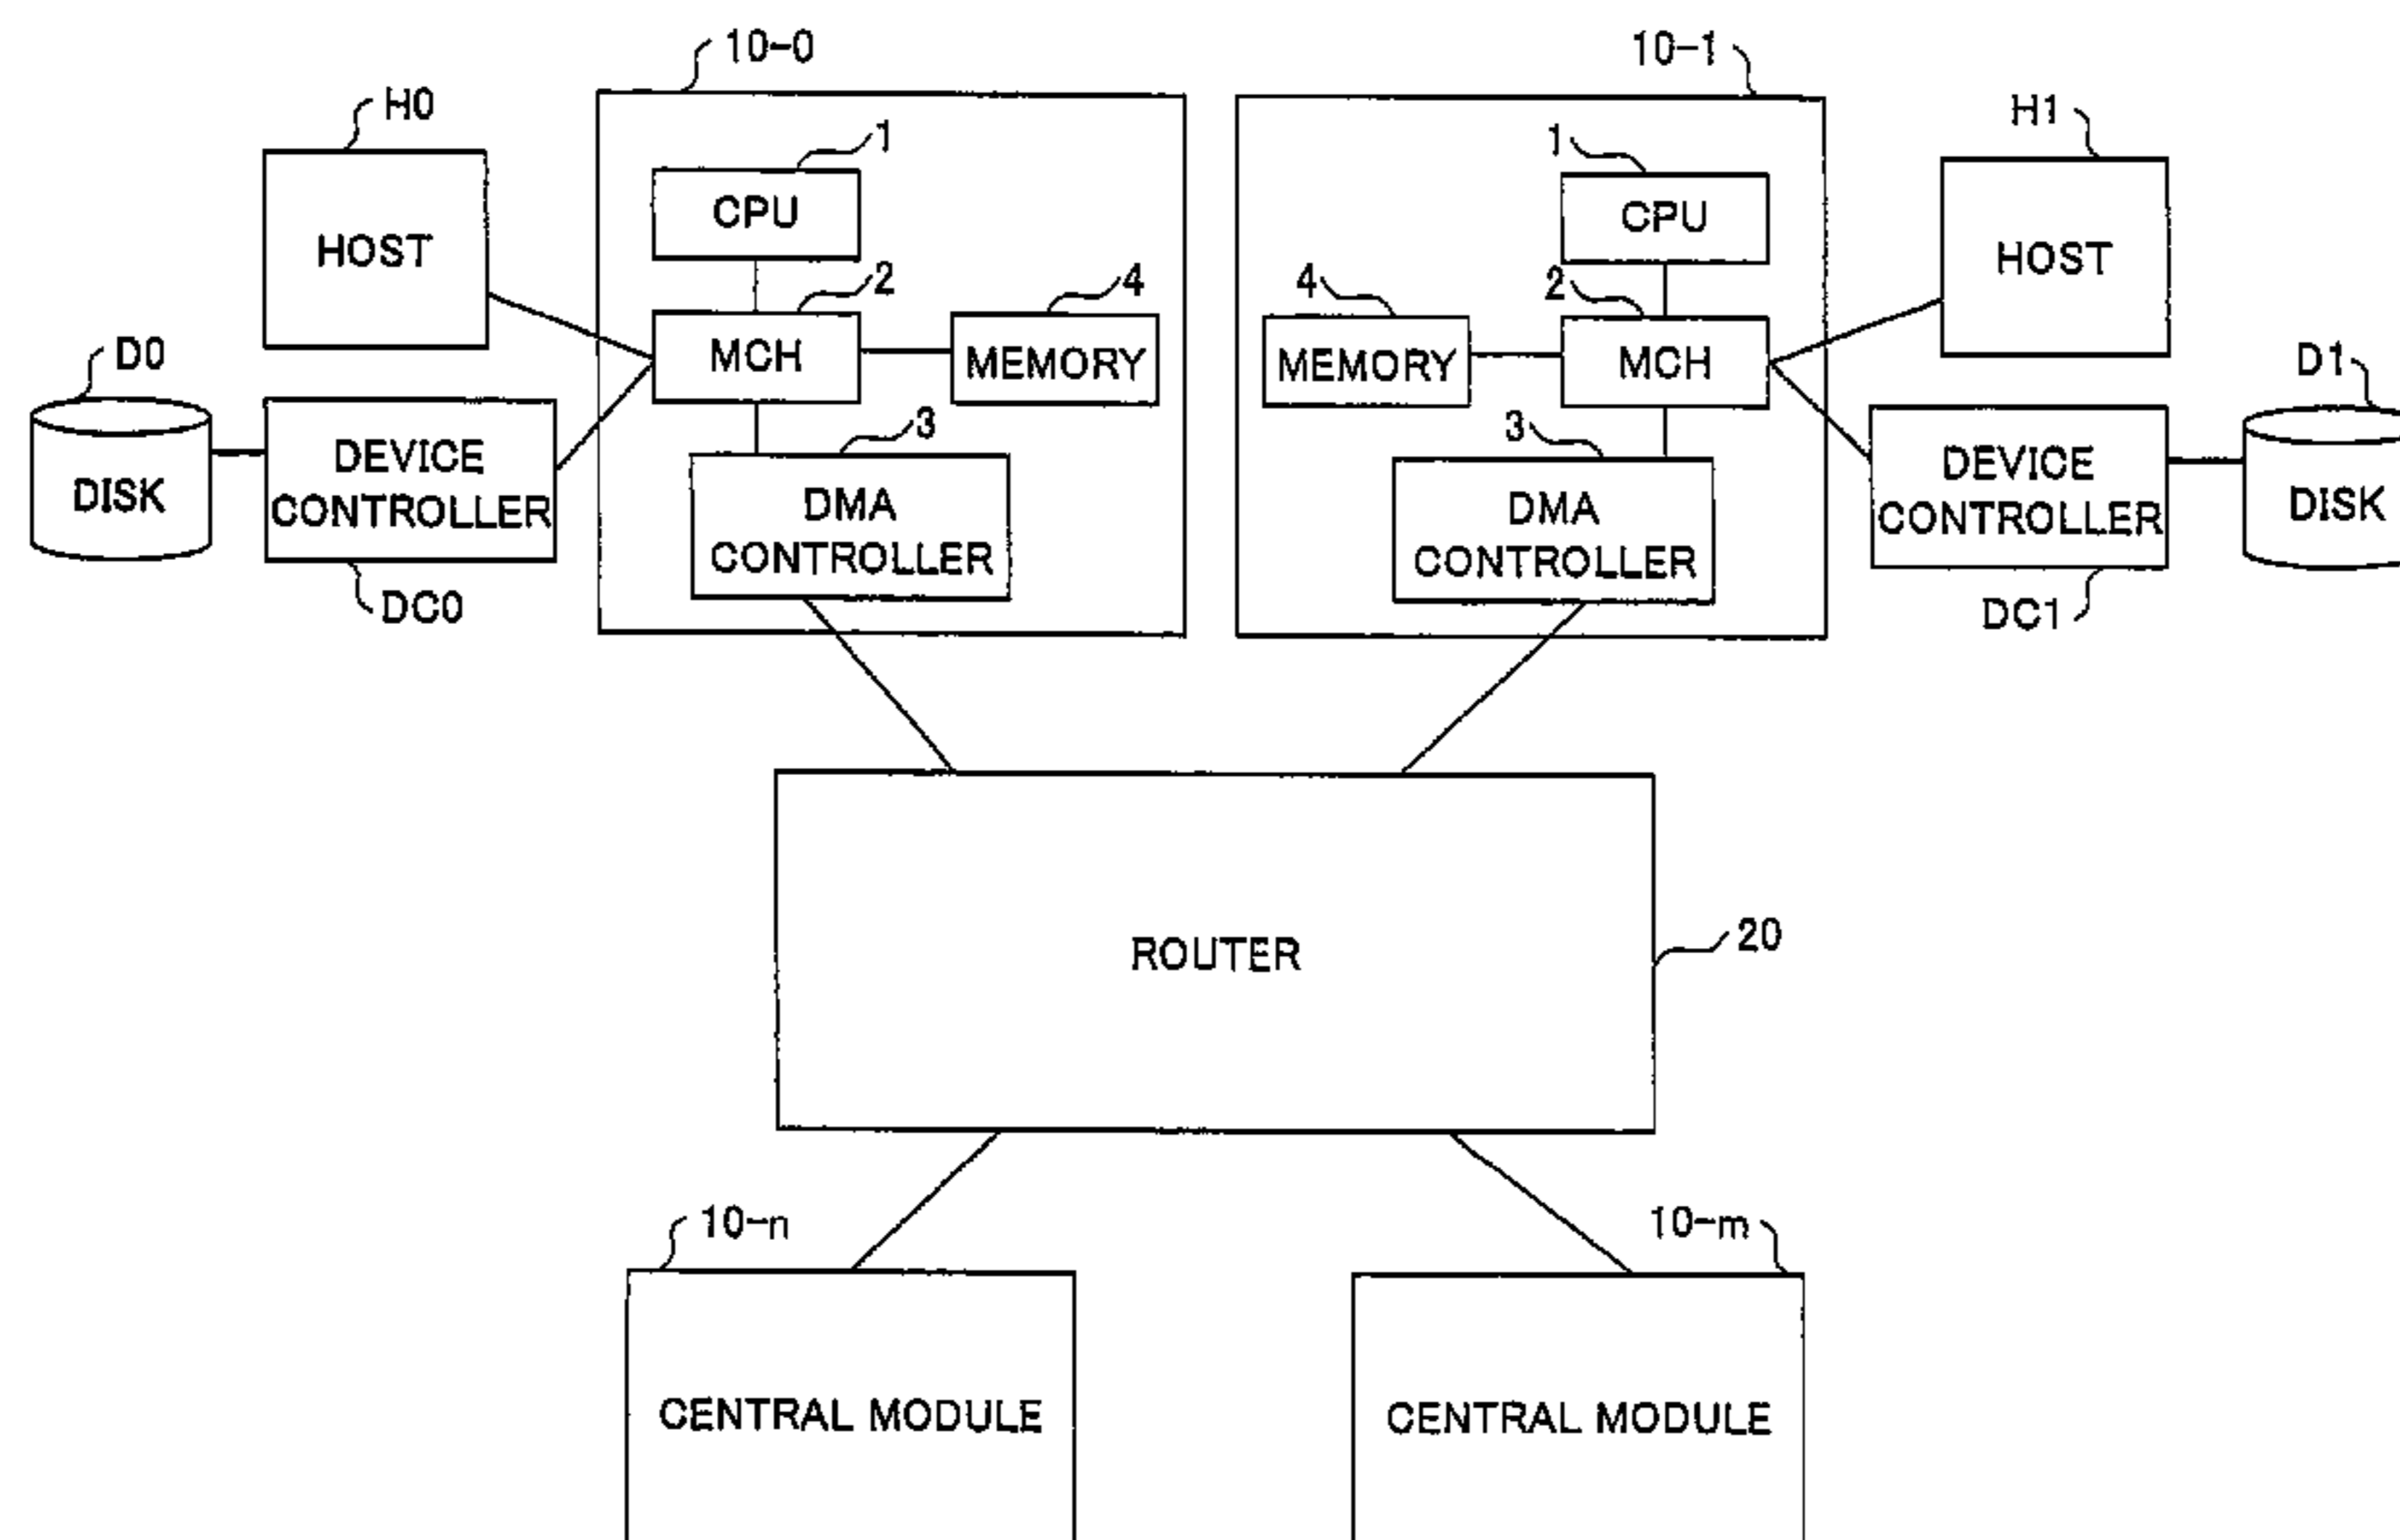 10-0
10-1
H0
H1
1
1
CPU
CPU
HOST
HOST
2
4
4
2
D0
D1
MCH
MEMORY
MEMORY
MCH
3
3
DEVICE
CONTROLLER
DISK
DMA
CONTROLLER
DMA
CONTROLLER
DEVICE
CONTROLLER
DISK
DC0
DC1
20
ROUTER
10-n
10-m
CENTRAL MODULE
CENTRAL MODULE